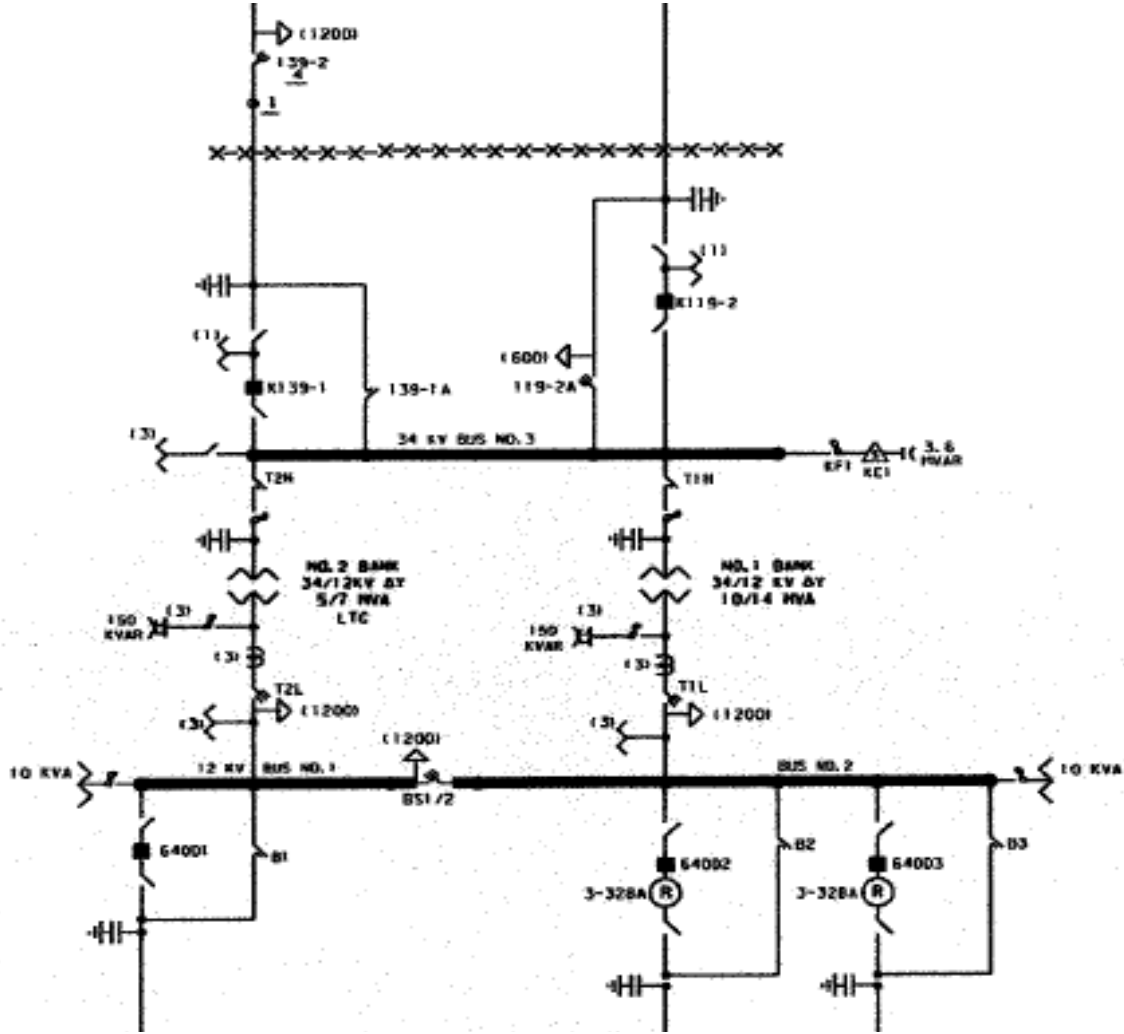 (1200)
139-2
4
1
(1)
K119-2
(1)
(600)
K139-1
139-1A
119-2A
(3)
34 KV BUS NO.3
KF1
KC1
3.6
MVAR
T2H
T1H
NO.2 BANK
34/12KV ΔY
5/7 MVA
LTC
NO.1 BANK
34/12 KV ΔY
10/14 MVA
150
KVAR
(3)
150
KVAR
(3)
(3)
(3)
T2L
(1200)
(3)
T1L
(1200)
(3)
(1200)
10 KVA
12 KV BUS NO.1
BS1/2
BUS NO.2
10 KVA
640D1
B1
640D2
B2
640D3
B3
3-328A
R
3-328A
R